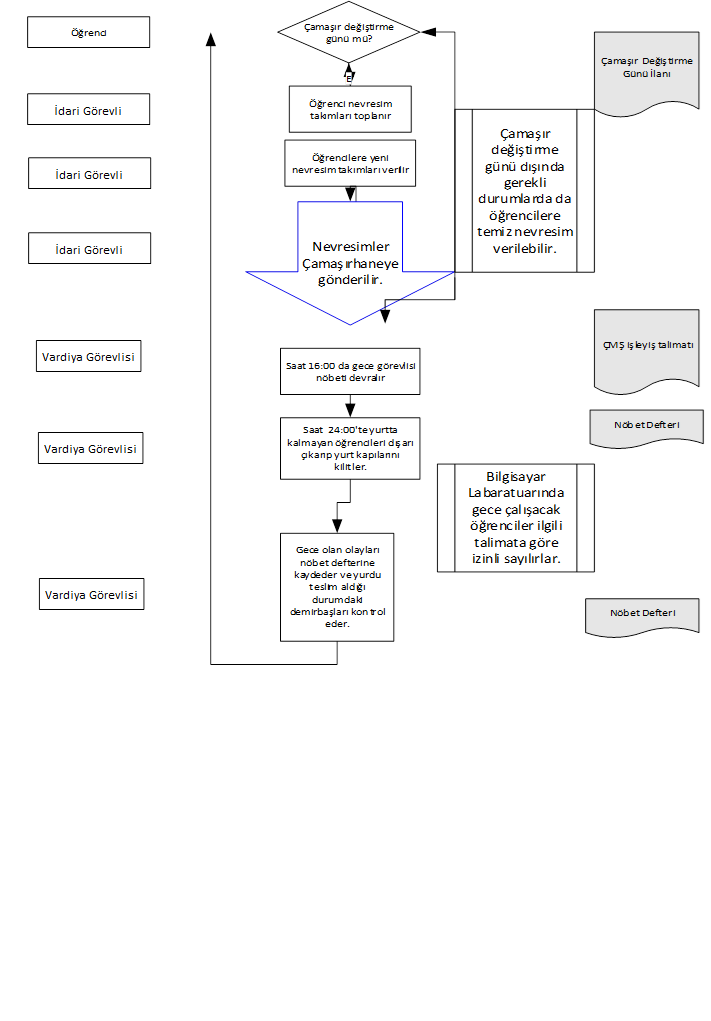 Öğrenci
Çamaşır değiştirme
günü mü?
Çamaşır Değiştirme
Günü İlanı
E
İdari Görevli
Öğrenci nevresim
takımları toplanır
Çamaşır
değiştirme
günü dışında
gerekli
durumlarda da
öğrencilere
temiz nevresim
verilebilir.
İdari Görevli
Öğrencilere yeni
nevresim takımları verilir
İdari Görevli
Nevresimler
Çamaşırhaneye
gönderilir.
Vardiya Görevlisi
Saat 16:00 da gece görevlisi
nöbeti devralır
ÇMİŞ işleyiş talimatı
Vardiya Görevlisi
Saat 24:00'te yurtta
kalmayan öğrencileri dışarı
çıkarıp yurt kapılarını
kilitler.
Nöbet Defteri
Bilgisayar
Labaratuarında
gece çalışacak
öğrenciler ilgili
talimata göre
izinli sayılırlar.
Vardiya Görevlisi
Gece olan olayları
nöbet defterine
kaydeder ve yurdu
teslim aldığı
durumdaki
demirbaşları kontrol
eder.
Nöbet Defteri